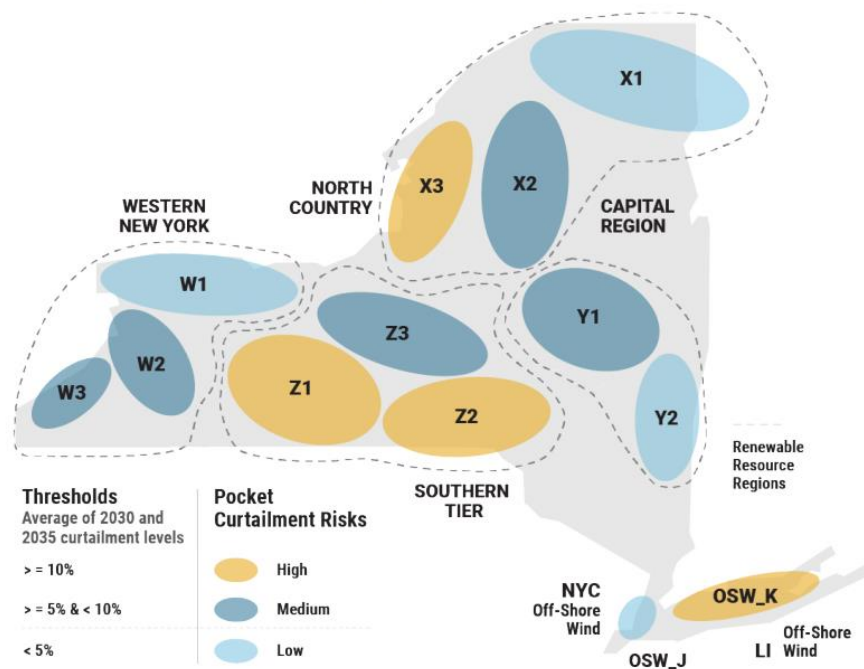 X1
NORTH
COUNTRY
X3
X2
WESTERN
NEW YORK
CAPITAL
REGION
W1
Z3
Y1
W2
W3
Z1
Z2
Y2
SOUTHERN
TIER
Renewable
Resource
Regions
Thresholds
Average of 2030 and
2035 curtailment levels
Pocket
Curtailment Risks
> = 10%
High
> = 5% & < 10%
Medium
< 5%
Low
NYC
Off-Shore
Wind
OSW_J
OSW_K
LI
Off-Shore
Wind